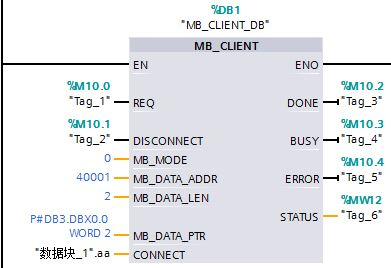 %DB1
"MB_CLIENT_DB"
MB_CLIENT
EN ENO
%M10.0 %M10.2
"Tag_1" REQ DONE "Tag_3"
%M10.1 %M10.3
"Tag_2" DISCONNECT BUSY "Tag_4"
0 MB_MODE %M10.4
40001 MB_DATA_ADDR ERROR "Tag_5"
2 MB_DATA_LEN %MW12
STATUS "Tag_6"
P#DB3.DBX0.0
WORD 2 MB_DATA_PTR
"数据块_1".aa CONNECT